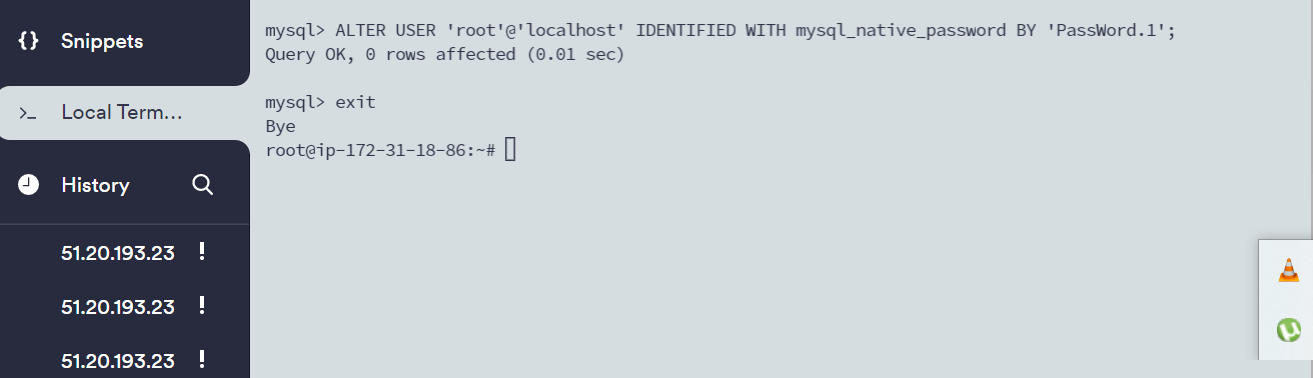 {} Snippets
>_ Local Term...
History
51.20.193.23 !
51.20.193.23 !
51.20.193.23 !
mysql> ALTER USER 'root'@'localhost' IDENTIFIED WITH mysql_native_password BY 'PassWord.1';
Query OK, 0 rows affected (0.01 sec)
mysql> exit
Bye
root@ip-172-31-18-86:~#